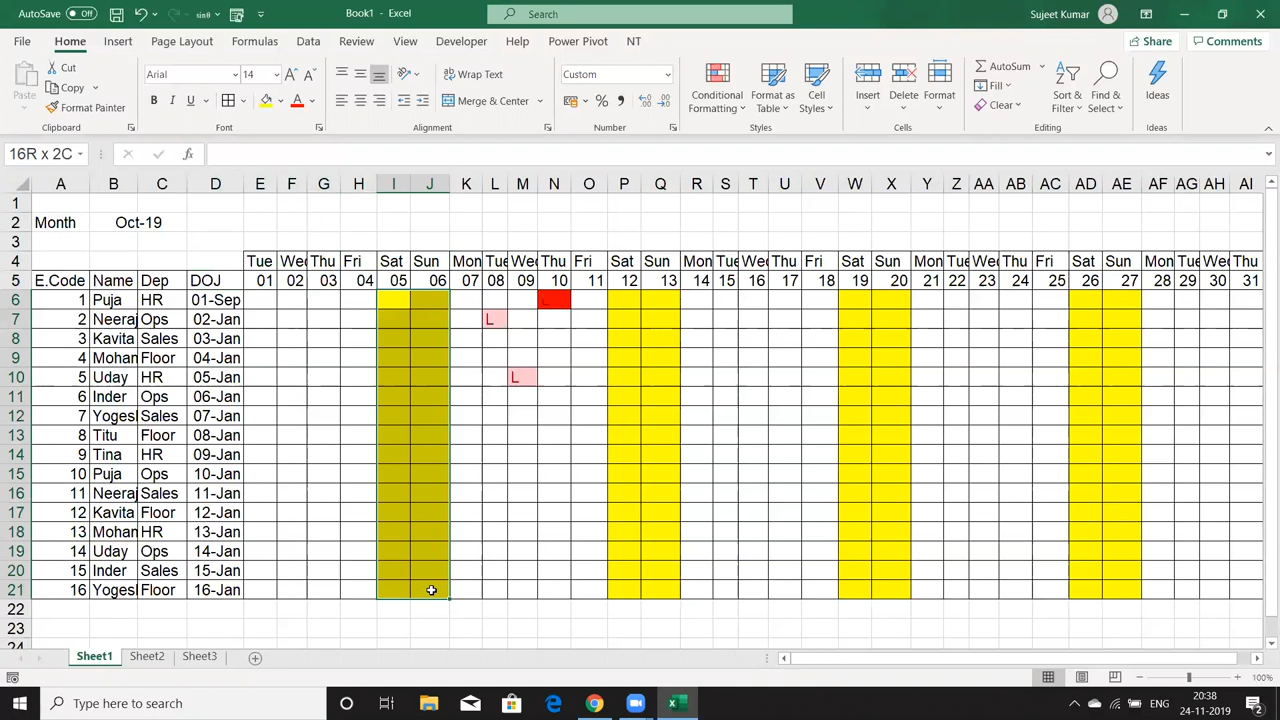 AutoSave Off Book1 - Excel Search Sujeet Kumar
File Home Insert Page Layout Formulas Data Review View Developer Help Power Pivot NT Share Comments
Paste Cut Copy Format Painter
Arial 14 Wrap Text Merge & Center
Custom
Conditional Formatting Format as Table Cell Styles
Insert Delete Format
AutoSum Fill Clear Sort & Filter Find & Select Ideas
Clipboard Font Alignment Number Styles Cells Editing Ideas
16R x 2C fx
A B C D E F G H I J K L M N O P Q R S T U V W X Y Z AA AB AC AD AE AF AG AH AI
1
2 Month Oct-19
3
4 Tue Wed Thu Fri Sat Sun Mon Tue Wed Thu Fri Sat Sun Mon Tue Wed Thu Fri Sat Sun Mon Tue Wed Thu Fri Sat Sun Mon Tue Wed Thu
5 E.Code Name Dep DOJ 01 02 03 04 05 06 07 08 09 10 11 12 13 14 15 16 17 18 19 20 21 22 23 24 25 26 27 28 29 30 31
6 1 Puja HR 01-Sep L
7 2 Neeraj Ops 02-Jan L
8 3 Kavita Sales 03-Jan
9 4 Mohan Floor 04-Jan
10 5 Uday HR 05-Jan L
11 6 Inder Ops 06-Jan
12 7 Yogesh Sales 07-Jan
13 8 Titu Floor 08-Jan
14 9 Tina HR 09-Jan
15 10 Puja Ops 10-Jan
16 11 Neeraj Sales 11-Jan
17 12 Kavita Floor 12-Jan
18 13 Mohan HR 13-Jan
19 14 Uday Ops 14-Jan
20 15 Inder Sales 15-Jan
21 16 Yogesh Floor 16-Jan
22
23
24
Sheet1 Sheet2 Sheet3
100%
Type here to search ENG 20:38
24-11-2019 2